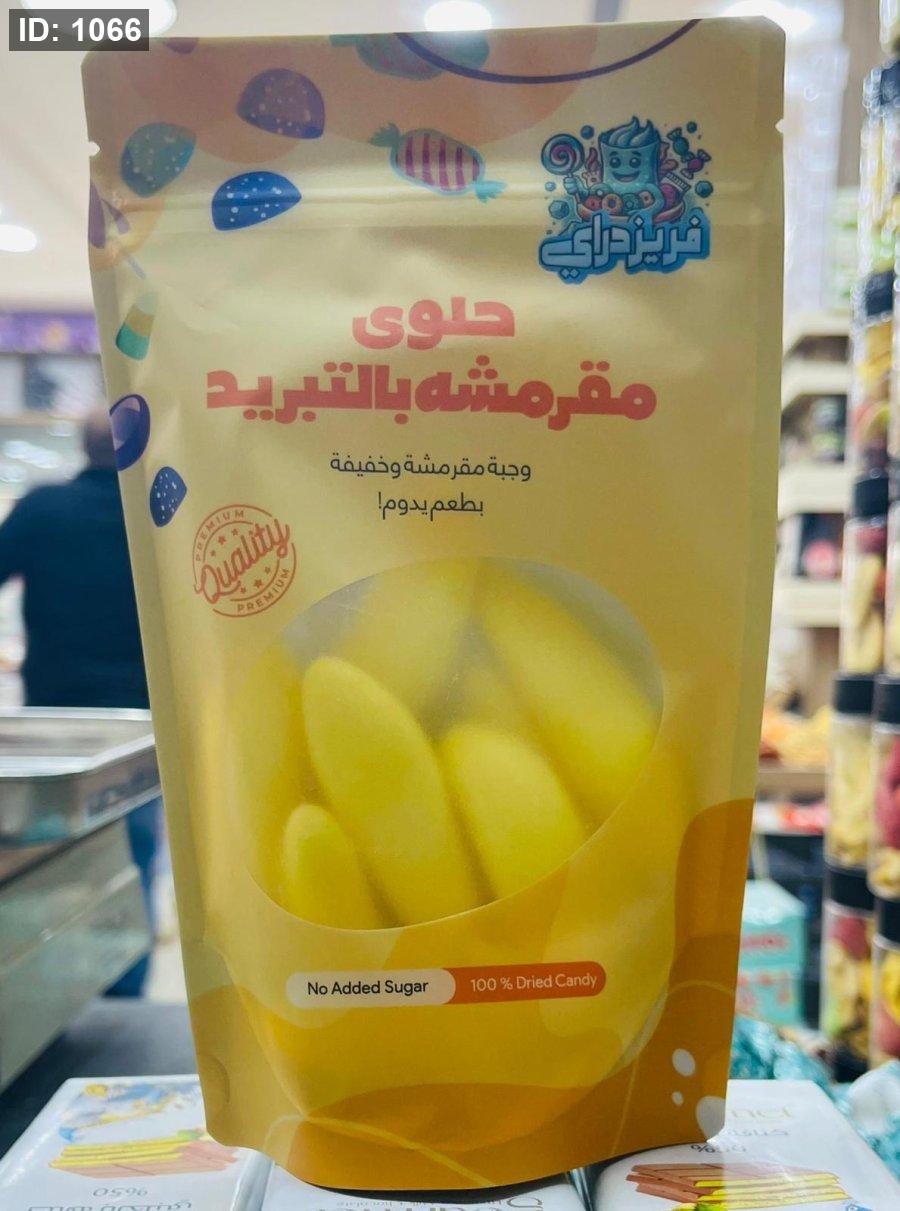 ID: 1066
فريزدراي
حلوى
مقرمشه بالتبريد
وجبة مقرمشة وخفيفة
بطعم يدوم!
PREMIUM
Quality
PREMIUM
No Added Sugar
100 % Dried Candy
%50